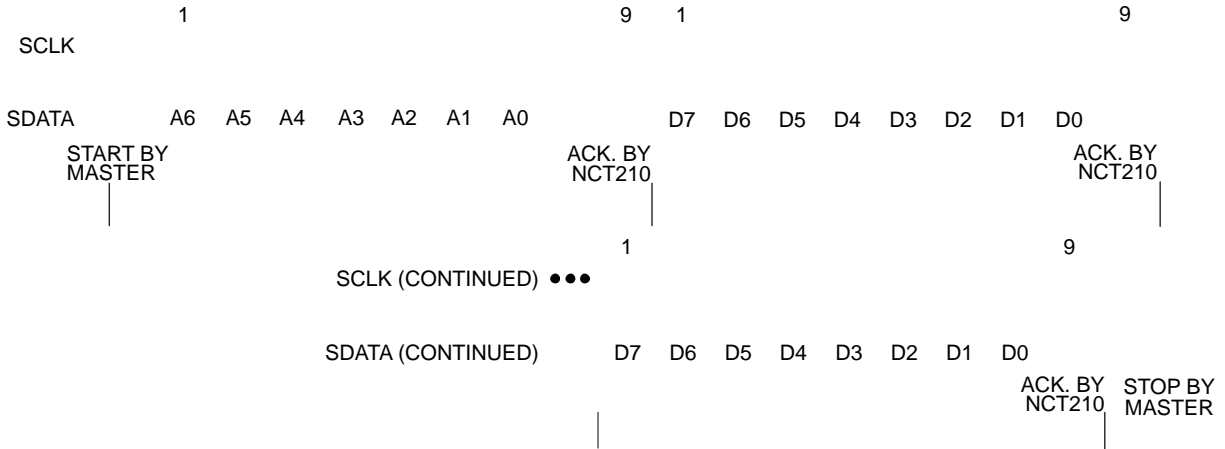 1 9 1 9
SCLK
SDATA A6 A5 A4 A3 A2 A1 A0 D7 D6 D5 D4 D3 D2 D1 D0
START BY
MASTER
ACK. BY
NCT210
ACK. BY
NCT210
1 9
SCLK (CONTINUED)
SDATA (CONTINUED) D7 D6 D5 D4 D3 D2 D1 D0
ACK. BY
NCT210
STOP BY
MASTER